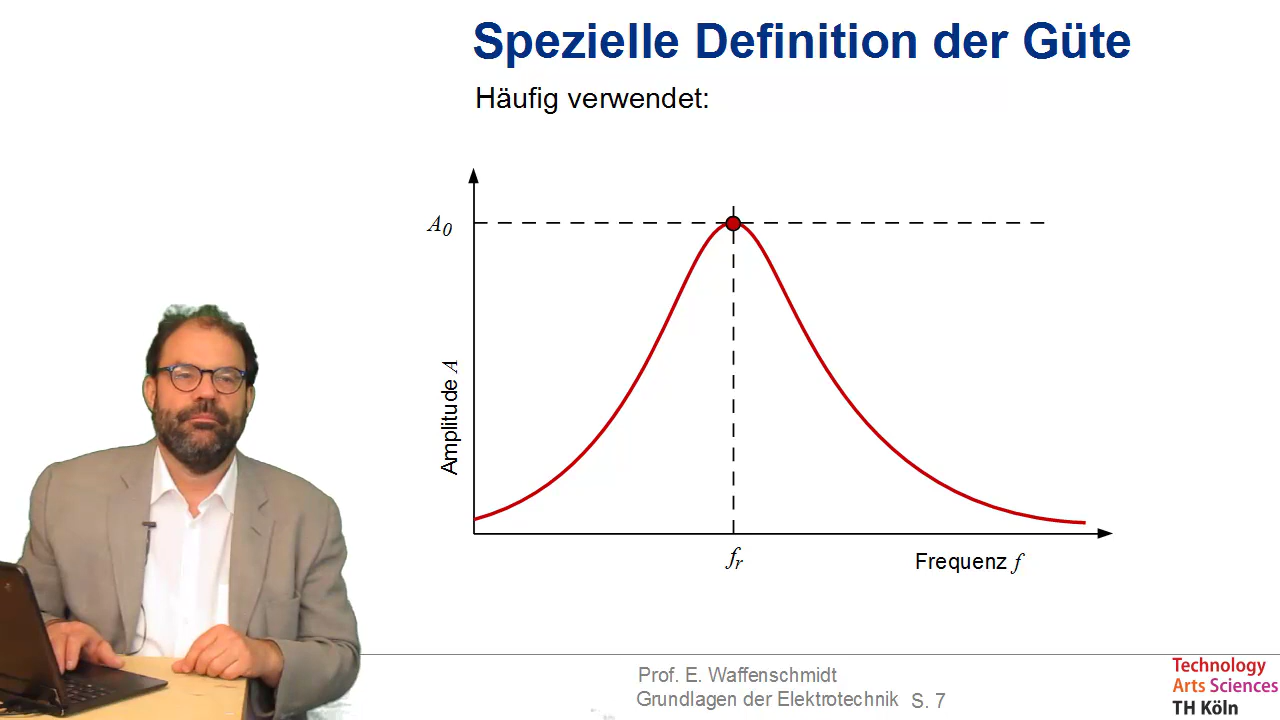 Spezielle Definition der Güte
Häufig verwendet:
A0
Amplitude A
fr
Frequenz f
Prof. E. Waffenschmidt
Grundlagen der Elektrotechnik S. 7
Technology
Arts Sciences
TH Köln